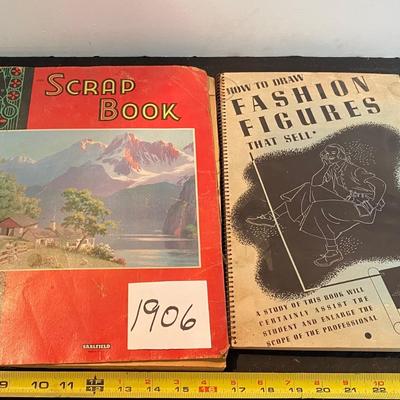 SCRAP
BOOK
1906
SAALFIELD
HOW TO DRAW
FASHION
FIGURES
THAT SELL
A STUDY OF THIS BOOK WILL
CERTAINLY ASSIST THE
STUDENT AND ENLARGE THE
SCOPE OF THE PROFESSIONAL
9 10 11 12 13 14 15 16 17 18 19 20 21 22